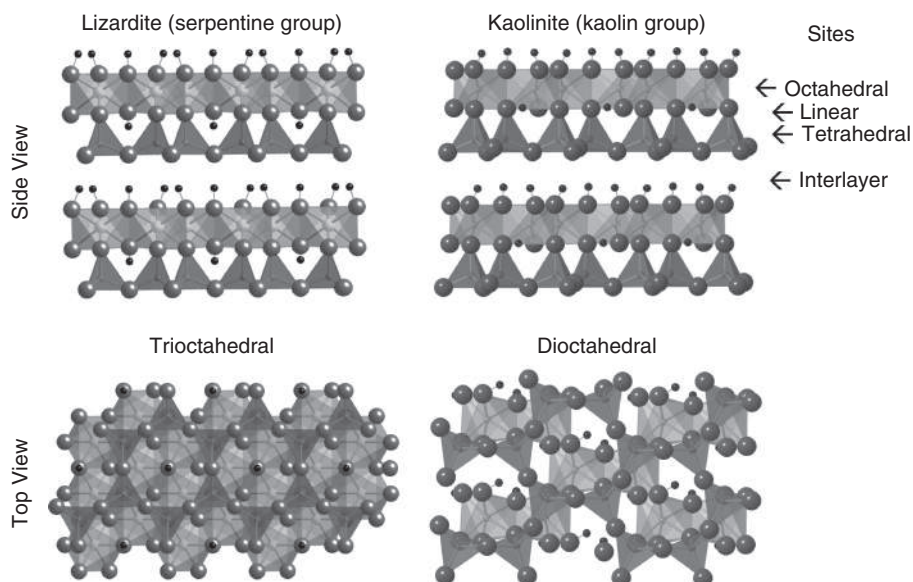 Lizardite (serpentine group)
Kaolinite (kaolin group)
Sites
Side View
Octahedral
Linear
Tetrahedral
Interlayer
Trioctahedral
Dioctahedral
Top View